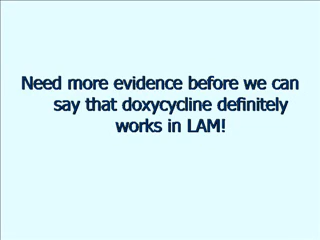 Need more evidence before we can
say that doxycycline definitely
works in LAM!